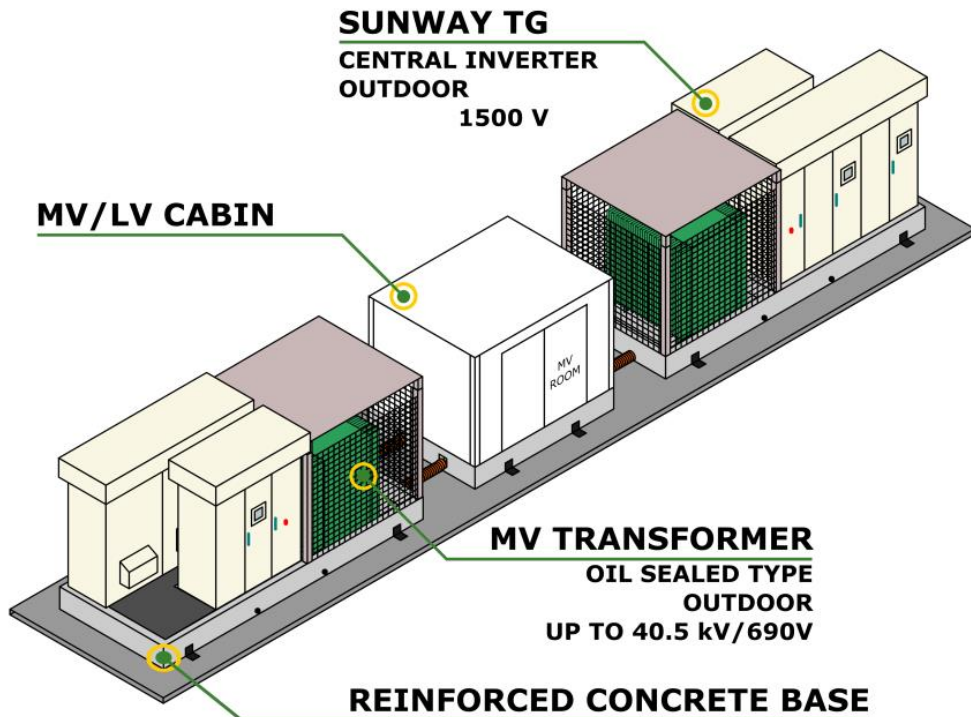 SUNWAY TG
CENTRAL INVERTER
OUTDOOR
1500 V
MV/LV CABIN
MV
ROOM
MV TRANSFORMER
OIL SEALED TYPE
OUTDOOR
UP TO 40.5 kV/690V
REINFORCED CONCRETE BASE